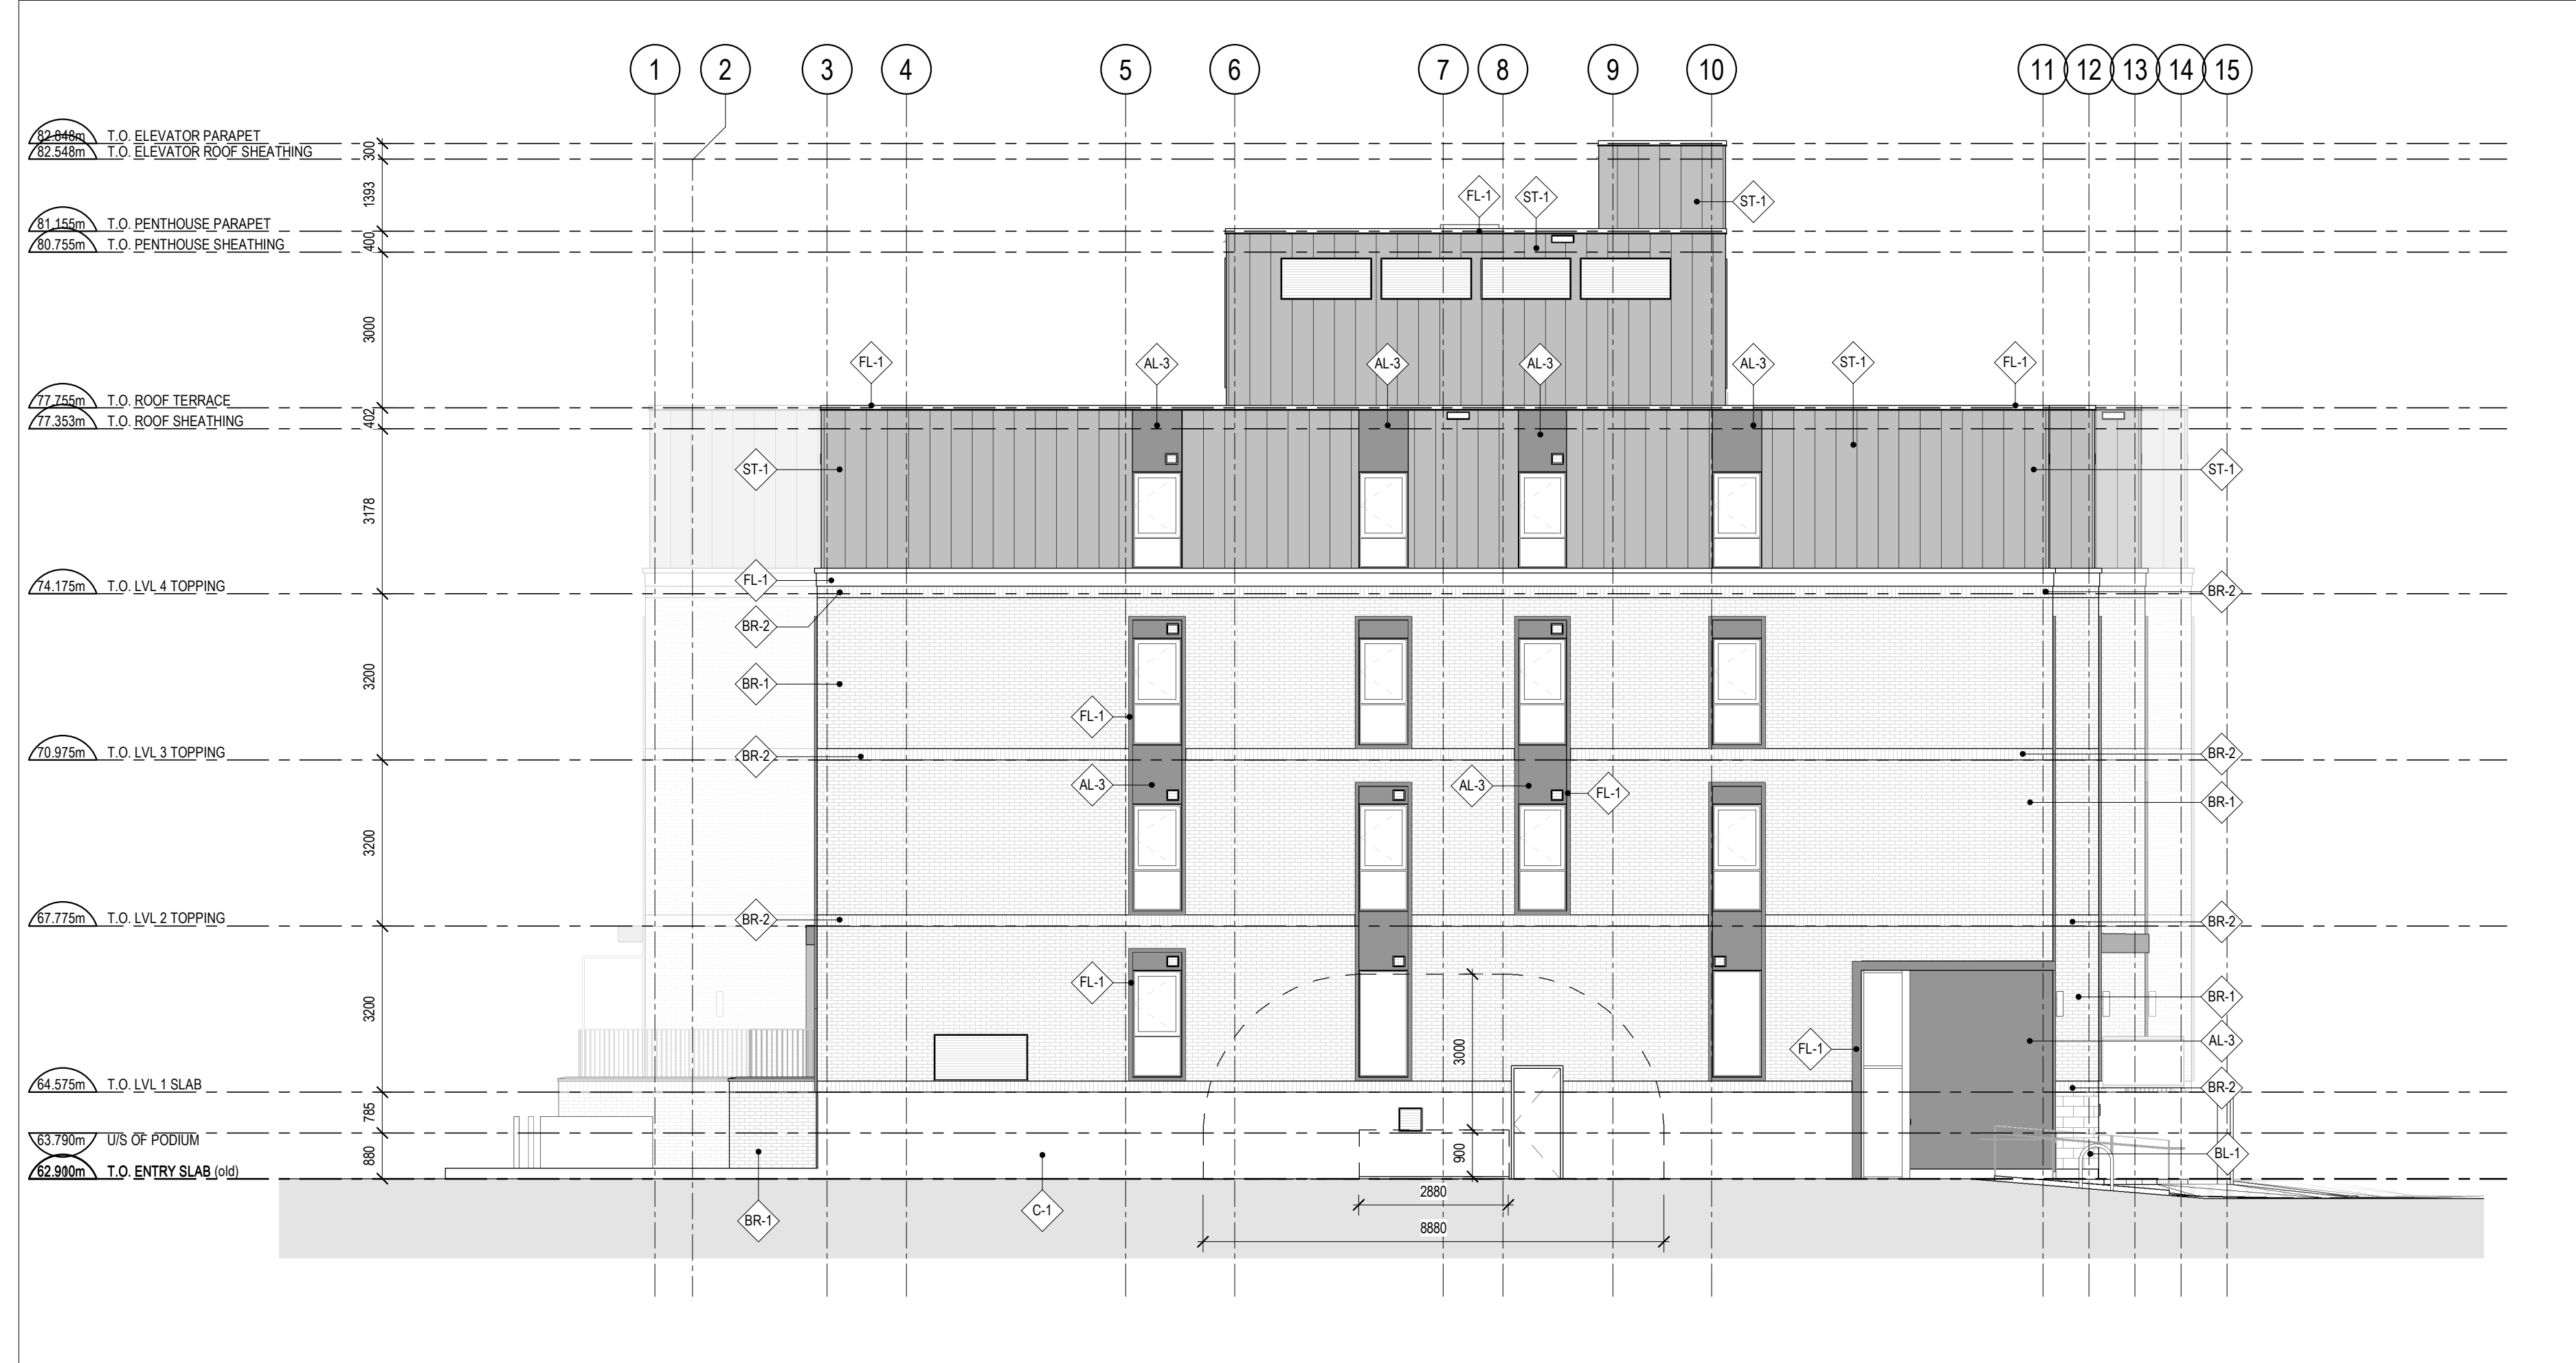 1 2 3 4 5 6 7 8 9 10 11 12 13 14 15
82.848m T.O. ELEVATOR PARAPET
82.548m T.O. ELEVATOR ROOF SHEATHING
300
1393
FL-1 ST-1 ST-1
81.155m T.O. PENTHOUSE PARAPET
80.755m T.O. PENTHOUSE SHEATHING
400
3000
FL-1 AL-3 AL-3 AL-3 AL-3 ST-1 FL-1
77.755m T.O. ROOF TERRACE
77.353m T.O. ROOF SHEATHING
402
ST-1 ST-1
3178
74.175m T.O. LVL 4 TOPPING
FL-1
BR-2
BR-2
3200
BR-1
FL-1
70.975m T.O. LVL 3 TOPPING
BR-2 BR-2
AL-3 AL-3 FL-1
BR-1
3200
67.775m T.O. LVL 2 TOPPING
BR-2 BR-2
FL-1
BR-1
3200
3000
FL-1
AL-3
64.575m T.O. LVL 1 SLAB
BR-2
785
63.790m U/S OF PODIUM
880
900
BL-1
62.900m T.O. ENTRY SLAB (old)
2880
BR-1 C-1
8880